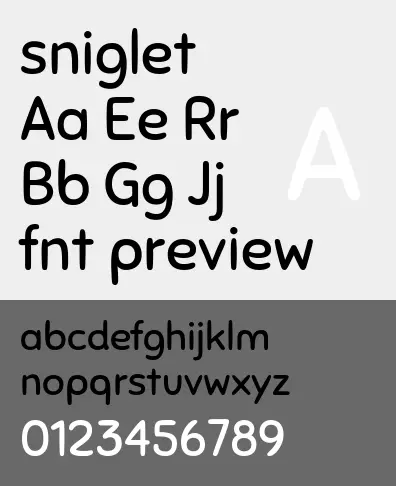 sniglet
Aa Ee Rr
A
Bb Gg Jj
fnt preview
abcdefghijklm
nopqrstuvwxyz
0123456789